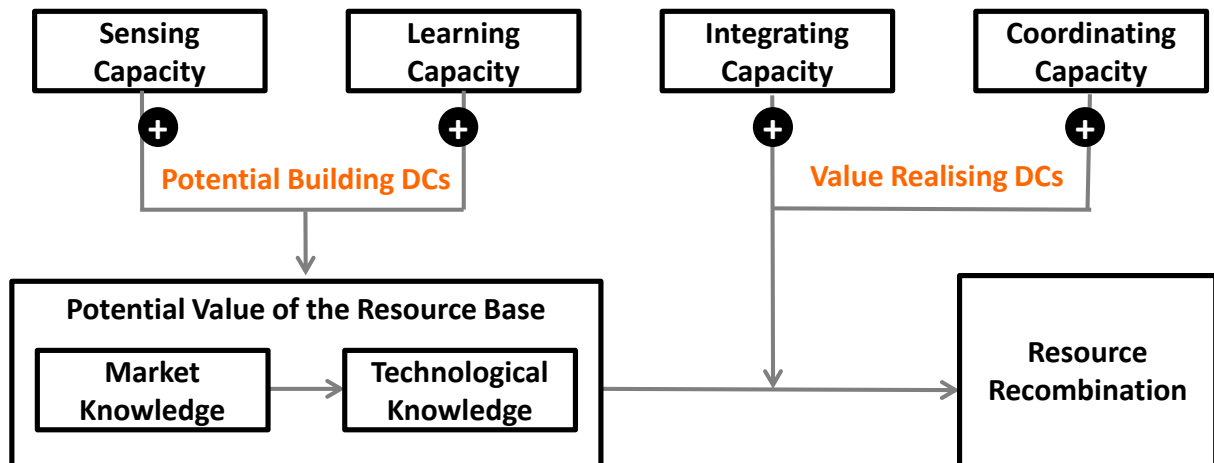 Sensing
Capacity
Learning
Capacity
Integrating
Capacity
Coordinating
Capacity
+
+
+
+
Potential Building DCs
Value Realising DCs
Potential Value of the Resource Base
Market
Knowledge
Technological
Knowledge
Resource
Recombination